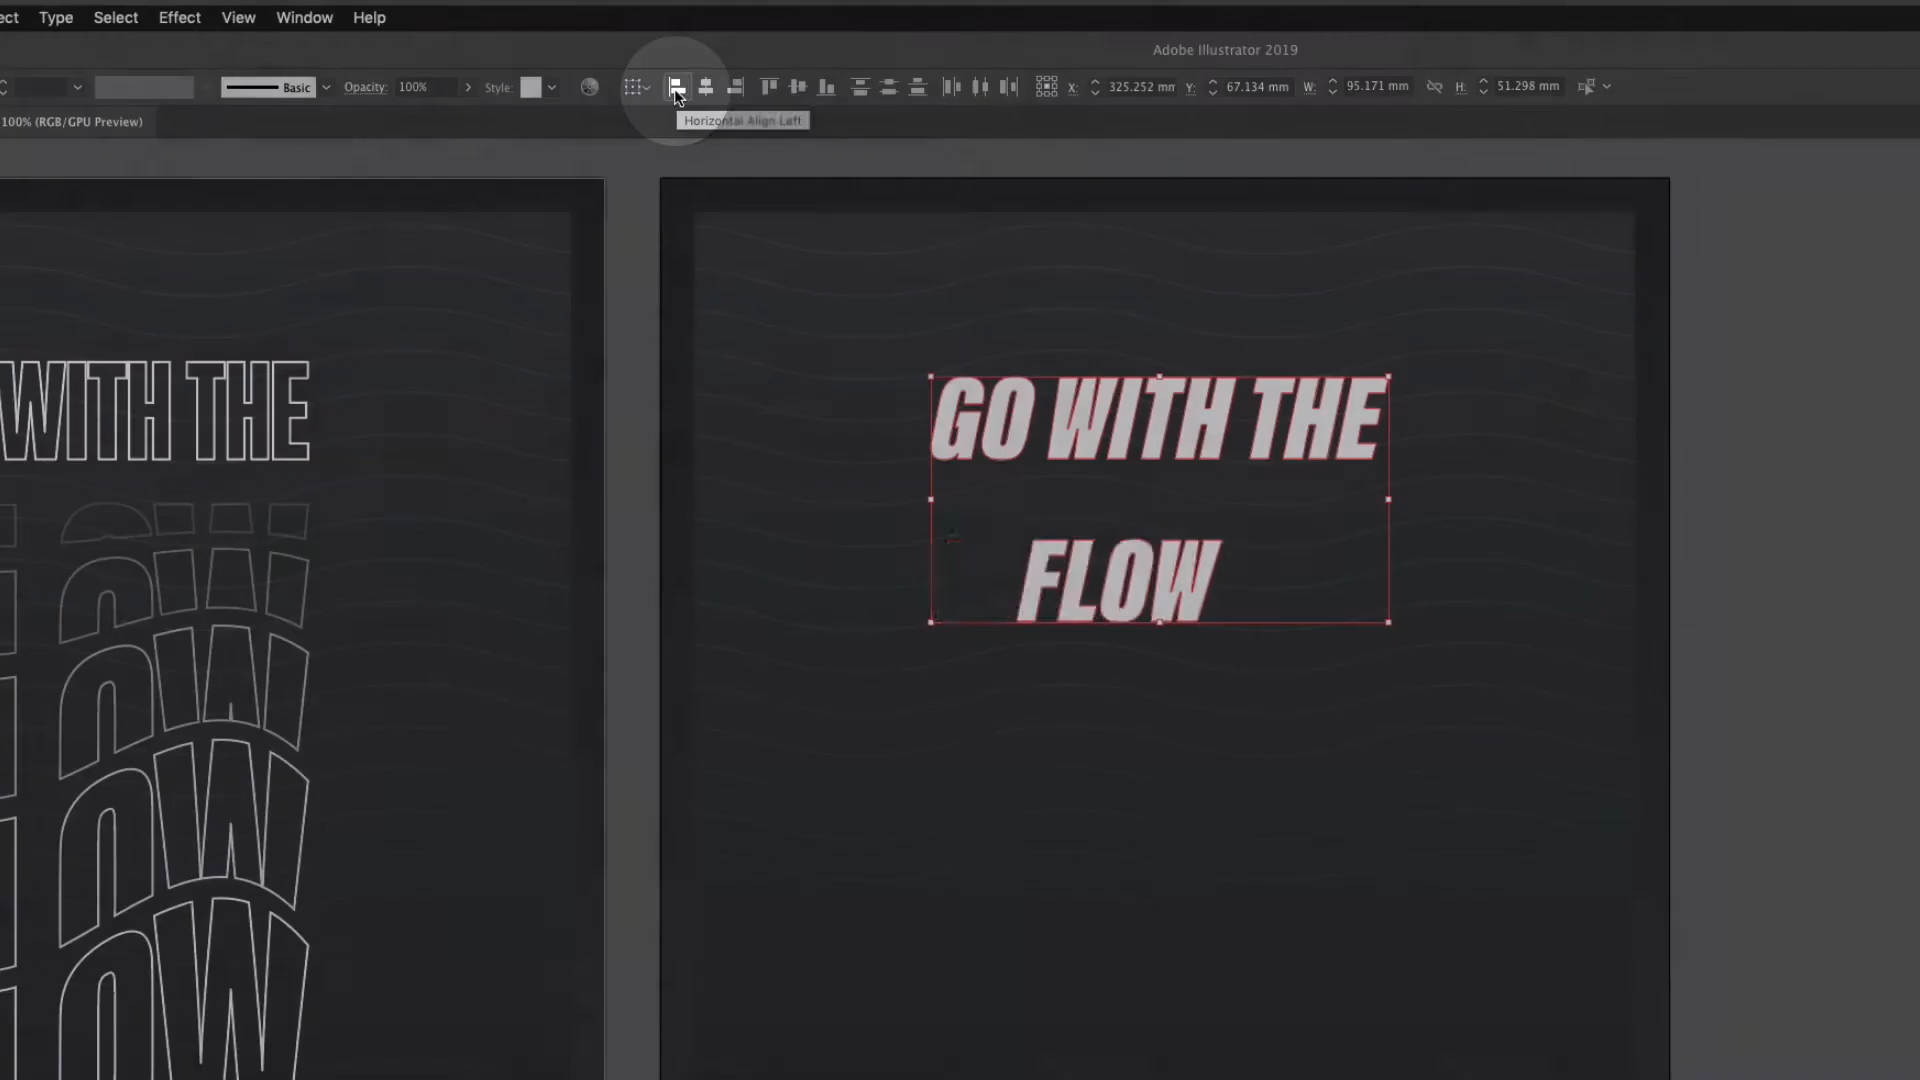 ect Type Select Effect View Window Help
Adobe Illustrator 2019
Basic Opacity: 100% Style: X: 325.252 mm Y: 67.134 mm W: 95.171 mm H: 51.298 mm
100% (RGB/GPU Preview)
Horizontal Align Left
WITH THE
GO WITH THE
FLOW